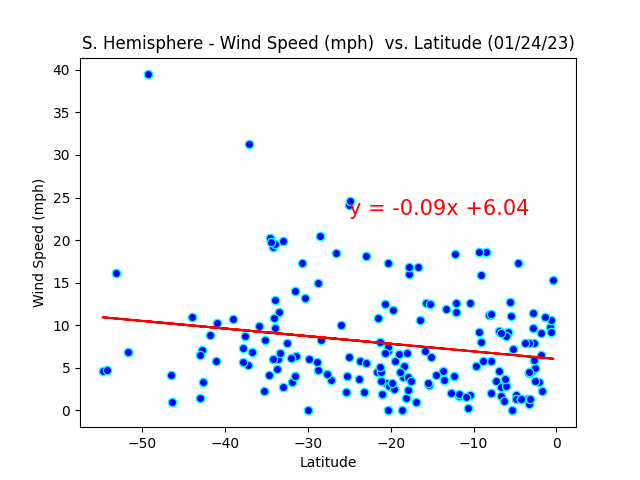 S. Hemisphere - Wind Speed (mph)  vs. Latitude (01/24/23)
40
35
30
25
20
15
10
5
0
Wind Speed (mph)
y = -0.09x +6.04
−50 −40 −30 −20 −10 0
Latitude